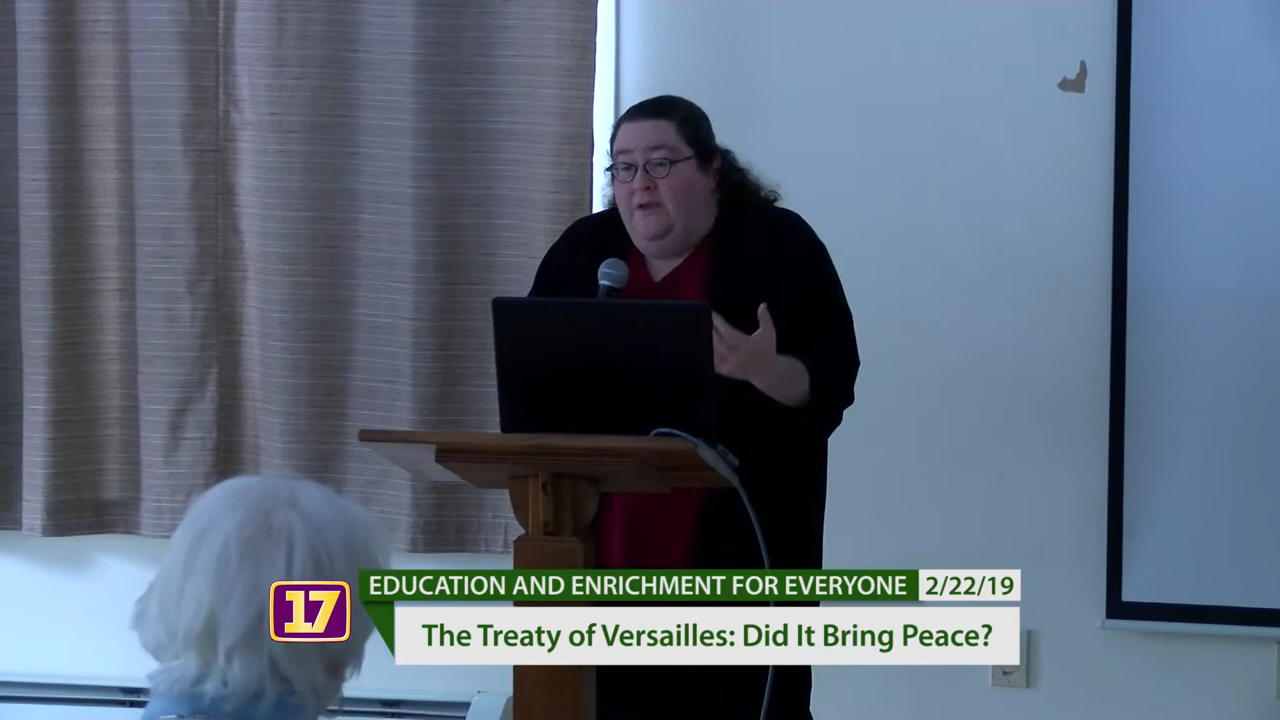 17
EDUCATION AND ENRICHMENT FOR EVERYONE 2/22/19
The Treaty of Versailles: Did It Bring Peace?